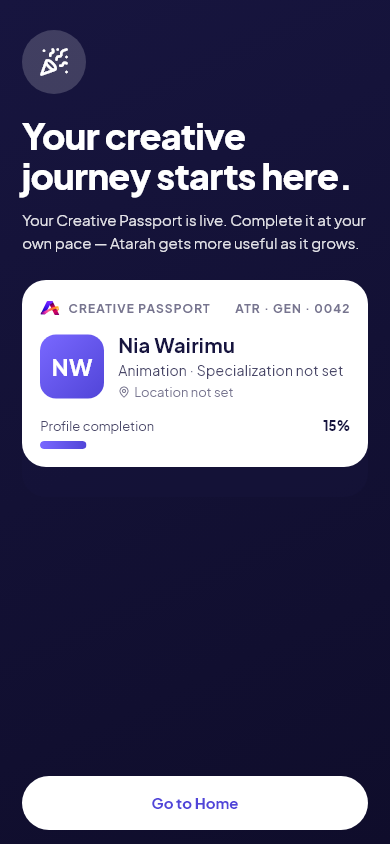 Your creative
journey starts here.
Your Creative Passport is live. Complete it at your
own pace — Atarah gets more useful as it grows.
CREATIVE PASSPORT ATR · GEN · 0042
NW
Nia Wairimu
Animation · Specialization not set
Location not set
Profile completion 15%
Go to Home